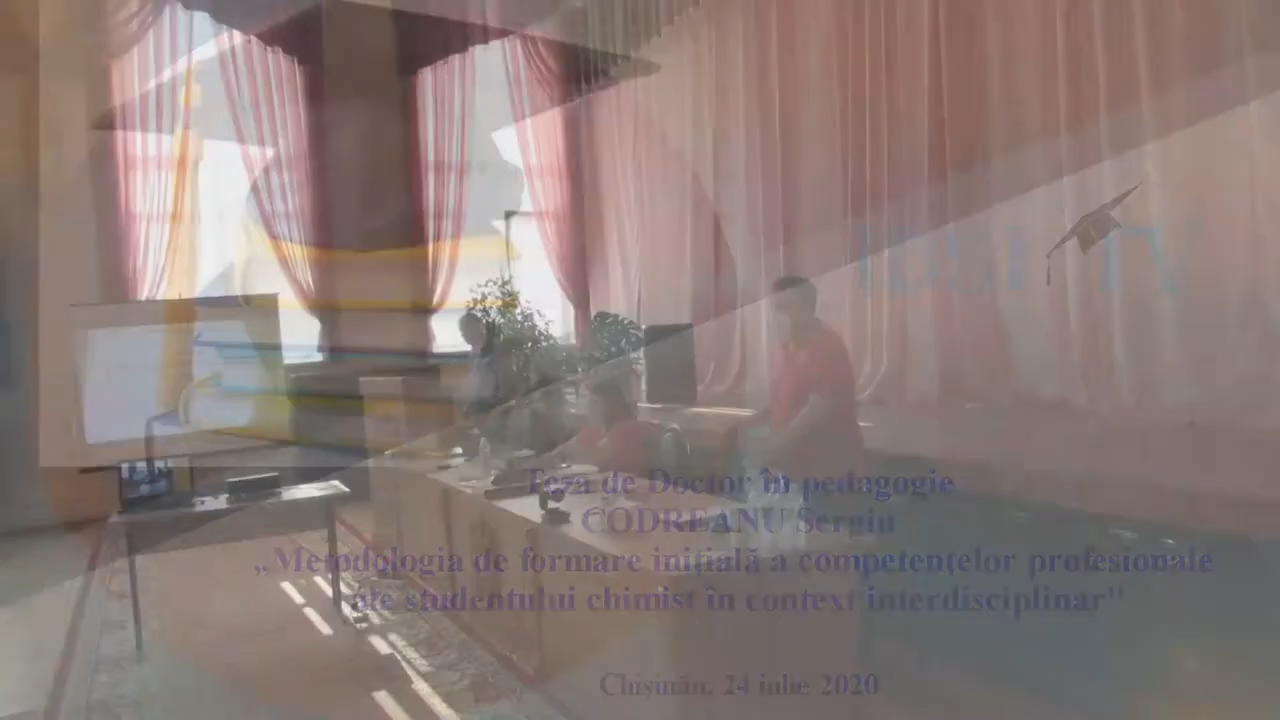 Teza de Doctor în pedagogie
CODREANU Sergiu
„Metodologia de formare inițială a competențelor profesionale
ale studentului chimist în context interdisciplinar"
Chișinău, 24 iulie 2020